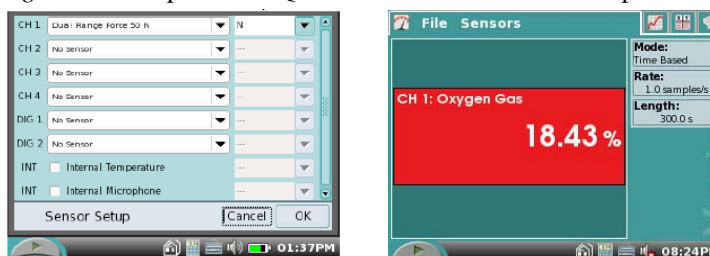 CH 1 Dual Range Force 50 N N
CH 2 No Sensor ---
CH 3 No Sensor ---
CH 4 No Sensor ---
DIG 1 No Sensor ---
DIG 2 No Sensor ---
INT Internal Temperature ---
INT Internal Microphone ---
Sensor Setup Cancel OK
01:37PM
File Sensors
Mode:
Time Based
Rate:
1.0 samples/s
Length:
300.0 s
CH 1: Oxygen Gas
18.43 %
08:24P